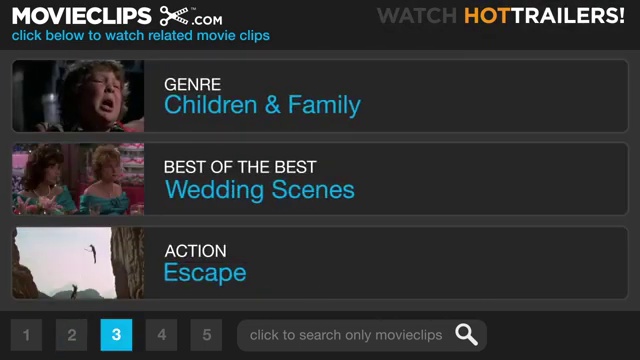 MOVIECLIPS .COM
click below to watch related movie clips
WATCH HOTTRAILERS!
GENRE
Children & Family
BEST OF THE BEST
Wedding Scenes
ACTION
Escape
1 2 3 4 5
click to search only movieclips